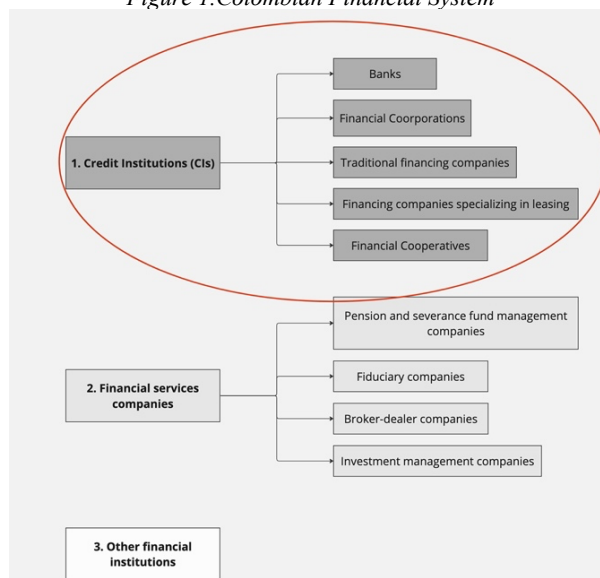 Figure 1.Colombian Financial System
Banks
Financial Coorporations
1. Credit Institutions (CIs)
Traditional financing companies
Financing companies specializing in leasing
Financial Cooperatives
Pension and severance fund management
companies
2. Financial services
companies
Fiduciary companies
Broker-dealer companies
Investment management companies
3. Other financial
institutions